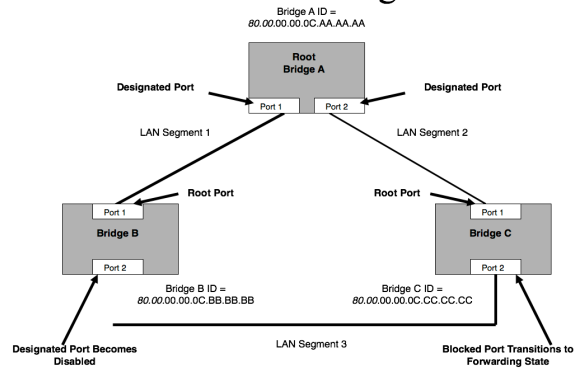 Bridge A ID =
80.00.00.00.0C.AA.AA.AA
Root
Bridge A
Designated Port
Designated Port
Port 1
Port 2
LAN Segment 1
LAN Segment 2
Root Port
Root Port
Port 1
Port 1
Bridge B
Bridge C
Port 2
Port 2
Bridge B ID =
80.00.00.00.0C.BB.BB.BB
Bridge C ID =
80.00.00.00.0C.CC.CC.CC
LAN Segment 3
Designated Port Becomes
Disabled
Blocked Port Transitions to
Forwarding State